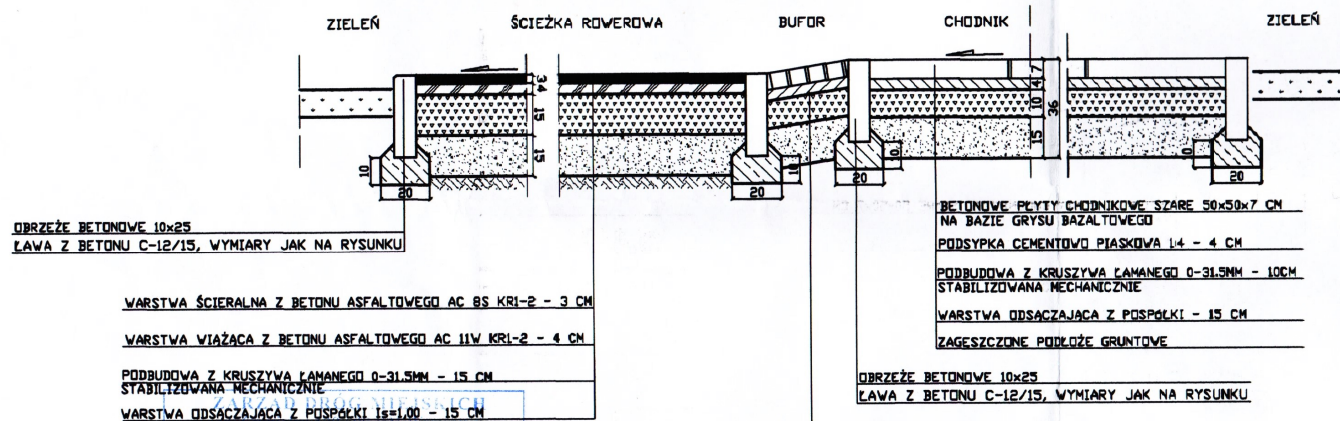 ZIELEŃ
ŚCIEŻKA ROWEROWA
BUFOR
CHODNIK
ZIELEŃ
3
4
15
15
7
4
10
15
36
10
20
20
10
20
10
10
20
OBRZEŻE BETONOWE 10x25
ŁAWA Z BETONU C-12/15, WYMIARY JAK NA RYSUNKU
WARSTWA ŚCIERALNA Z BETONU ASFALTOWEGO AC 8S KR1-2 - 3 CM
WARSTWA WIĄŻĄCA Z BETONU ASFALTOWEGO AC 11W KR1-2 - 4 CM
PODBUDOWA Z KRUSZYWA ŁAMANEGO 0-31.5MM - 15 CM
STABILIZOWANA MECHANICZNIE
ZARZĄD DRÓG MIEJSKICH
WARSTWA ODSĄCZAJĄCA Z POSPÓŁKI Is=1,00 - 15 CM
BETONOWE PŁYTY CHODNIKOWE SZARE 50x50x7 CM
NA BAZIE GRYSU BAZALTOWEGO
PODSYPKA CEMENTOWO PIASKOWA 1:4 - 4 CM
PODBUDOWA Z KRUSZYWA ŁAMANEGO 0-31.5MM - 10CM
STABILIZOWANA MECHANICZNIE
WARSTWA ODSĄCZAJĄCA Z POSPÓŁKI - 15 CM
ZAGĘSZCZONE PODŁOŻE GRUNTOWE
OBRZEŻE BETONOWE 10x25
ŁAWA Z BETONU C-12/15, WYMIARY JAK NA RYSUNKU